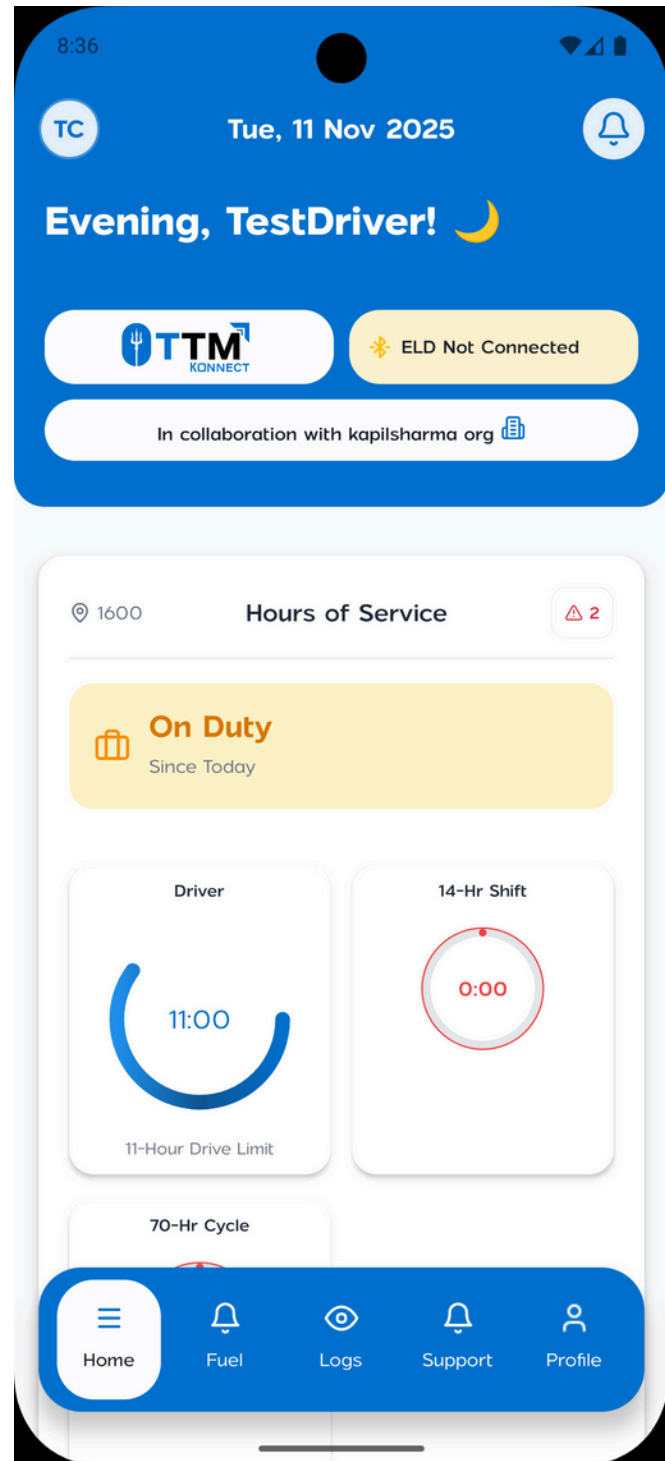 8:36
TC
Tue, 11 Nov 2025
Evening, TestDriver! 🌙
TTM
KONNECT
ELD Not Connected
In collaboration with kapilsharma org
1600
Hours of Service
2
On Duty
Since Today
Driver
14-Hr Shift
11:00
0:00
11-Hour Drive Limit
70-Hr Cycle
Home
Fuel
Logs
Support
Profile